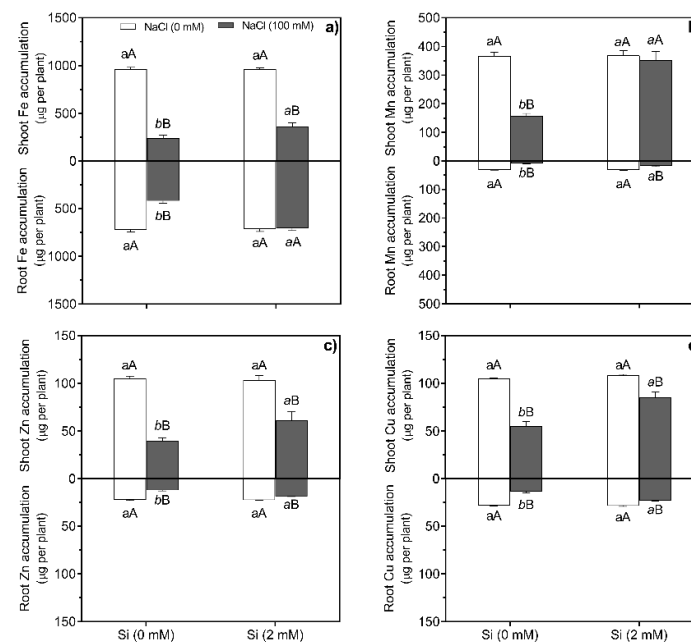 NaCl (0 mM) NaCl (100 mM)
a)
Shoot Fe accumulation
(µg per plant)
Root Fe accumulation
(µg per plant)
1500
1000
500
0
500
1000
1500
aA
bB
aA
aB
aA
bB
aA
aA
Shoot Mn accumulation
(µg per plant)
Root Mn accumulation
(µg per plant)
500
400
300
200
100
0
100
200
300
400
500
aA
bB
aA
aA
aA
bB
aA
aB
c)
Shoot Zn accumulation
(µg per plant)
Root Zn accumulation
(µg per plant)
150
100
50
0
50
100
150
aA
bB
aA
aB
aA
bB
aA
aB
Si (0 mM)
Si (2 mM)
Shoot Cu accumulation
(µg per plant)
Root Cu accumulation
(µg per plant)
150
100
50
0
50
100
150
aA
bB
aA
aB
aA
bB
aA
aB
Si (0 mM)
Si (2 mM)